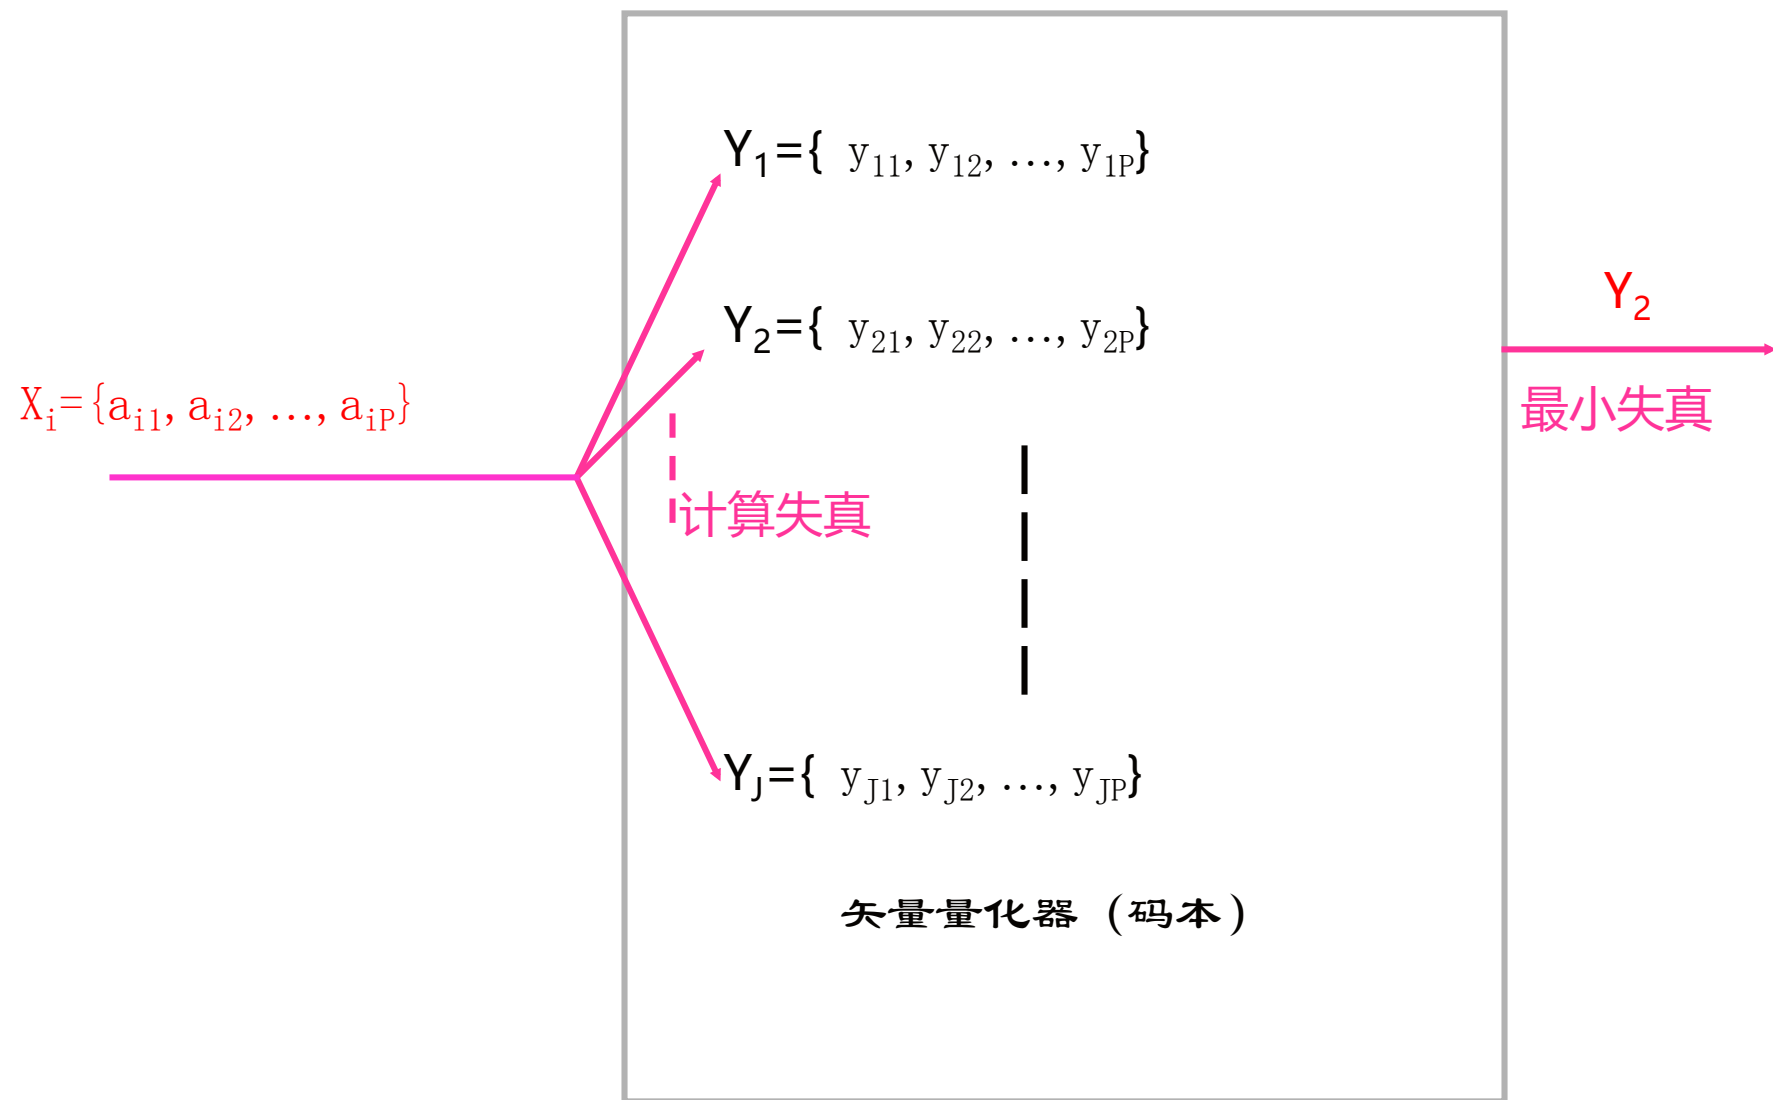 Y₁={ y₁₁, y₁₂, ..., y₁P}
Y₂={ y₂₁, y₂₂, ..., y₂P}
Y₂
Xᵢ={aᵢ₁, aᵢ₂, ..., aᵢP}
最小失真
计算失真
YJ={ yJ1, yJ2, ..., yJP}
矢量量化器（码本）